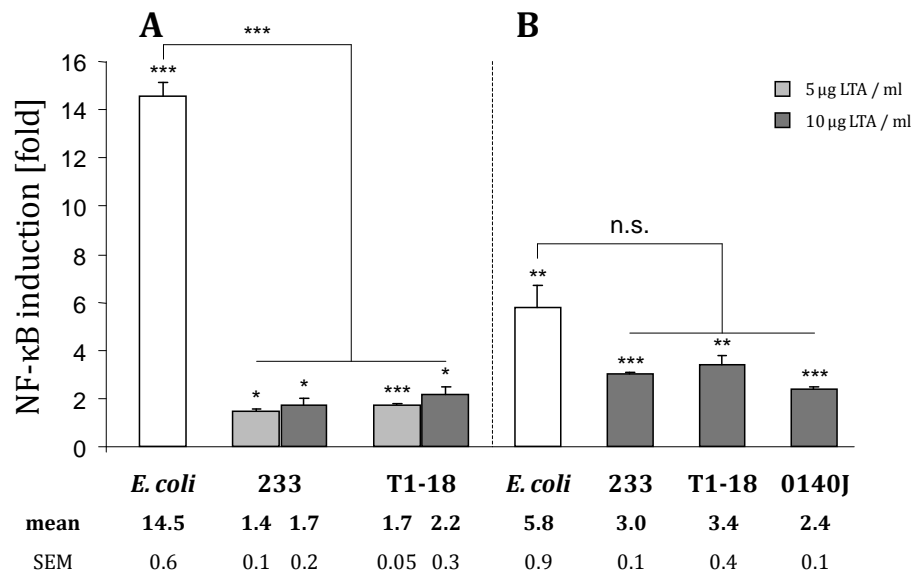 A
B
***
16
***
14
12
10
8
6
4
2
0
NF-κB induction [fold]
5 µg LTA / ml
10 µg LTA / ml
n.s.
**
***
**
***
*
*
***
*
E. coli 233 T1-18 E. coli 233 T1-18 0140J
mean 14.5 1.4 1.7 1.7 2.2 5.8 3.0 3.4 2.4
SEM 0.6 0.1 0.2 0.05 0.3 0.9 0.1 0.4 0.1